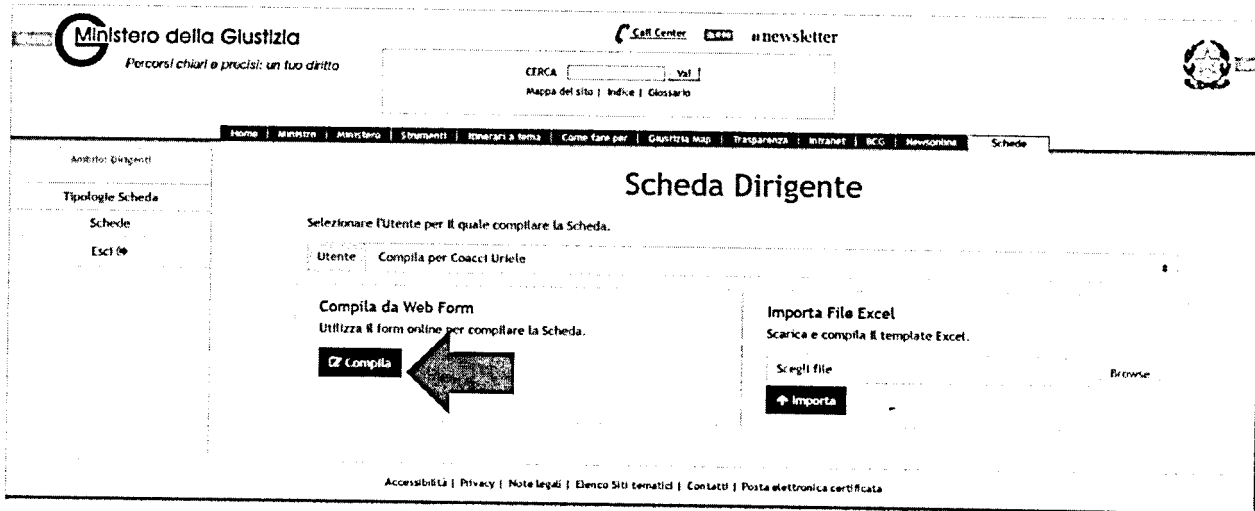 Ministero della Giustizia
Percorsi chiari e precisi: un tuo diritto
Call Center
newsletter
CERCA
Vai !
Mappa del sito | Indice | Glossario
Home | Ministro | Ministero | Strumenti | Itinerari a tema | Come fare per | Giustizia Map | Trasparenza | Intranet | BCG | Newsonline
Schede
Ambito: Dirigenti
Tipologie Scheda
Schede
Esci
Scheda Dirigente
Selezionare l'Utente per il quale compilare la Scheda.
Utente Compila per Coacci Uriele
Compila da Web Form
Utilizza il form online per compilare la Scheda.
Compila
Importa File Excel
Scarica e compila il template Excel.
Scegli file
Browse
Importa
Accessibilità | Privacy | Note legali | Elenco Siti tematici | Contatti | Posta elettronica certificata